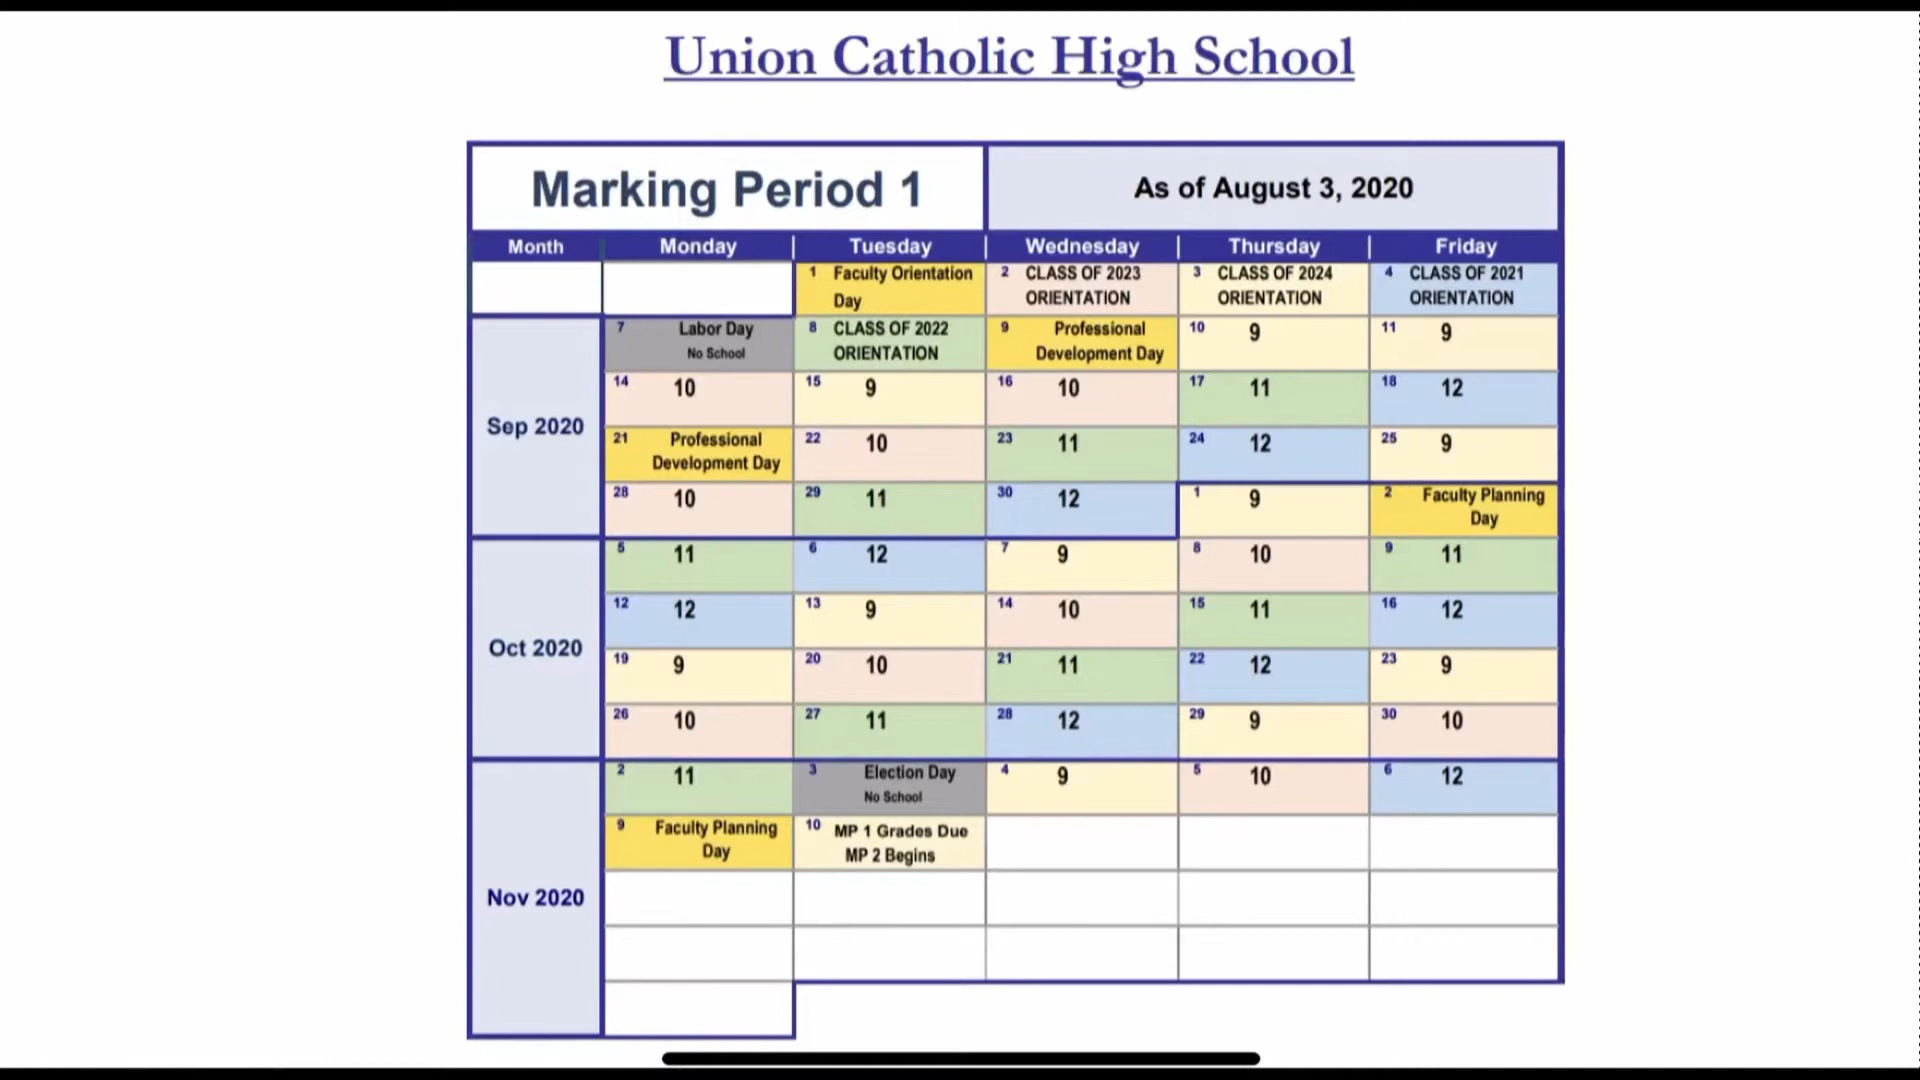 Union Catholic High School
Marking Period 1
As of August 3, 2020
Month Monday Tuesday Wednesday Thursday Friday
1 Faculty Orientation Day
2 CLASS OF 2023 ORIENTATION
3 CLASS OF 2024 ORIENTATION
4 CLASS OF 2021 ORIENTATION
Sep 2020
7 Labor Day No School
8 CLASS OF 2022 ORIENTATION
9 Professional Development Day
10 9
11 9
14 10
15 9
16 10
17 11
18 12
21 Professional Development Day
22 10
23 11
24 12
25 9
28 10
29 11
30 12
1 9
2 Faculty Planning Day
Oct 2020
5 11
6 12
7 9
8 10
9 11
12 12
13 9
14 10
15 11
16 12
19 9
20 10
21 11
22 12
23 9
26 10
27 11
28 12
29 9
30 10
Nov 2020
2 11
3 Election Day No School
4 9
5 10
6 12
9 Faculty Planning Day
10 MP 1 Grades Due MP 2 Begins